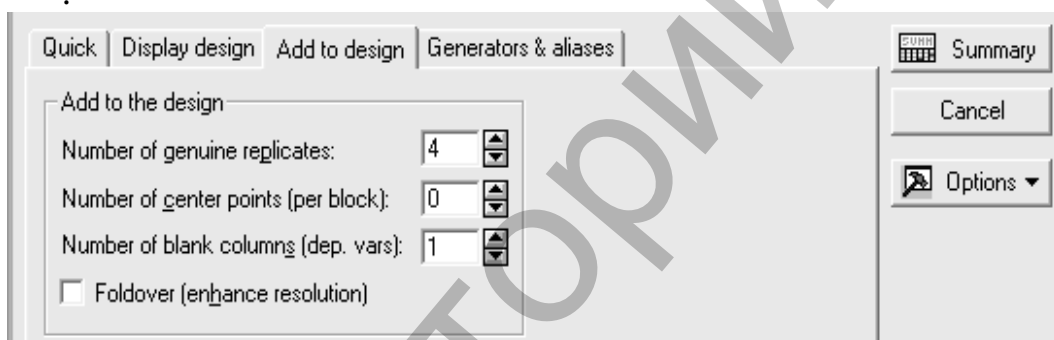 Quick Display design Add to design Generators & aliases
Summary
Add to the design
Cancel
Number of genuine replicates: 4
Options
Number of center points (per block): 0
Number of blank columns (dep. vars): 1
Foldover (enhance resolution)